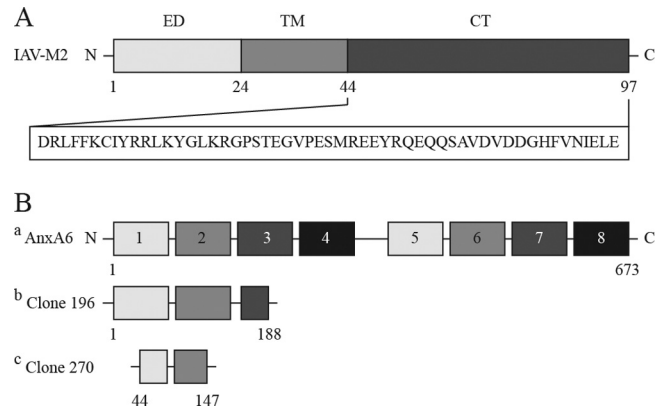 A
ED TM CT
IAV-M2 N C
1 24 44 97
DRLFFKCIYRRLKYGLKRGPSTEGVPESMREEYRQEQQSAVDVDDGHFVNIELE
B
a AnxA6 N 1 2 3 4 5 6 7 8 C
1 673
b Clone 196
1 188
c Clone 270
44 147